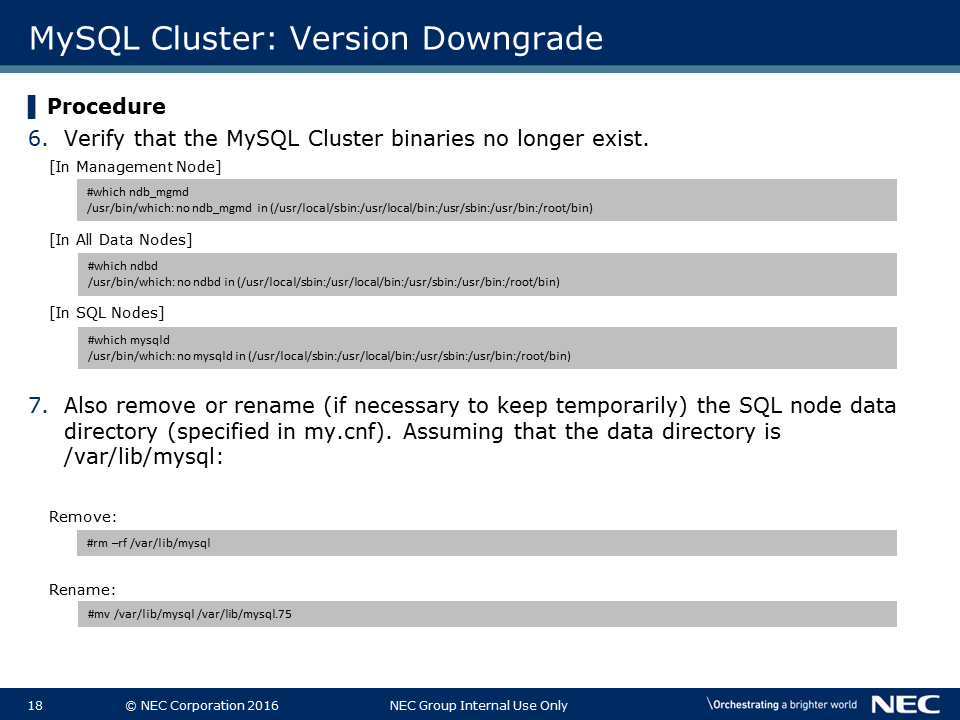 MySQL Cluster: Version Downgrade
Procedure
6. Verify that the MySQL Cluster binaries no longer exist.
[In Management Node]
#which ndb_mgmd
/usr/bin/which: no ndb_mgmd in (/usr/local/sbin:/usr/local/bin:/usr/sbin:/usr/bin:/root/bin)
[In All Data Nodes]
#which ndbd
/usr/bin/which: no ndbd in (/usr/local/sbin:/usr/local/bin:/usr/sbin:/usr/bin:/root/bin)
[In SQL Nodes]
#which mysqld
/usr/bin/which: no mysqld in (/usr/local/sbin:/usr/local/bin:/usr/sbin:/usr/bin:/root/bin)
7. Also remove or rename (if necessary to keep temporarily) the SQL node data
directory (specified in my.cnf). Assuming that the data directory is
/var/lib/mysql:
Remove:
#rm –rf /var/lib/mysql
Rename:
#mv /var/lib/mysql /var/lib/mysql.75
18 © NEC Corporation 2016 NEC Group Internal Use Only \Orchestrating a brighter world NEC